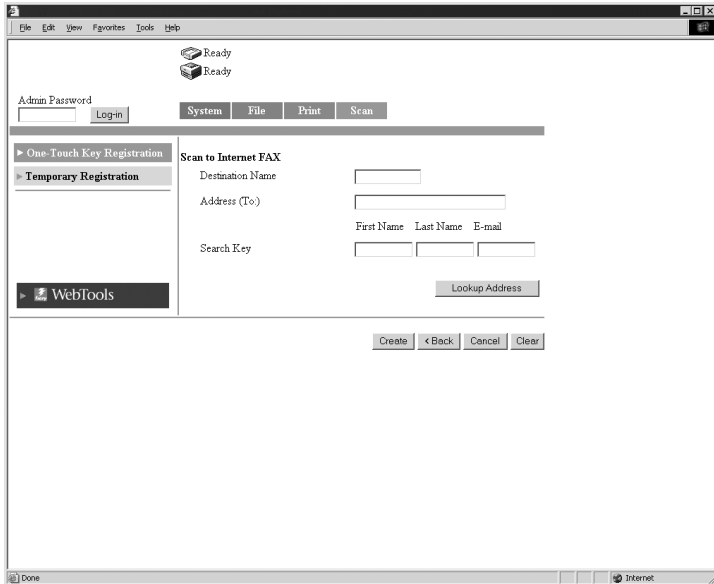 File Edit View Favorites Tools Help
Ready
Ready
Admin Password
Log-in
System File Print Scan
One-Touch Key Registration
Temporary Registration
WebTools
Scan to Internet FAX
Destination Name
Address (To:)
First Name Last Name E-mail
Search Key
Lookup Address
Create < Back Cancel Clear
Done Internet